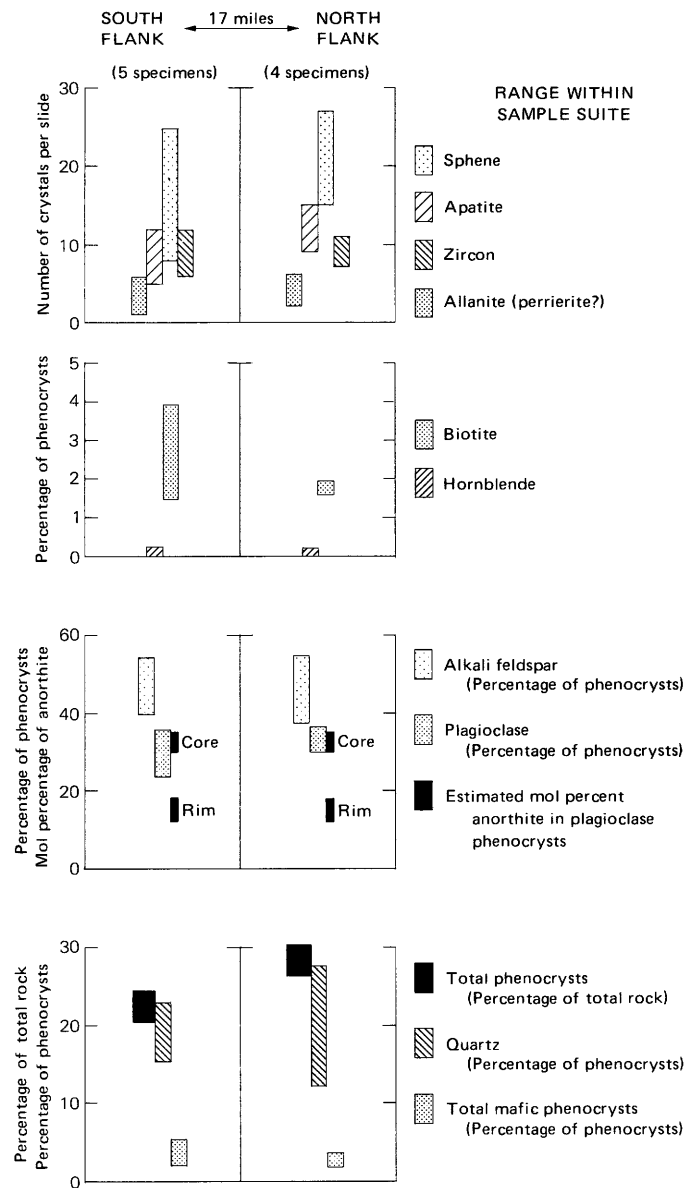 SOUTH FLANK
17 miles
NORTH FLANK
(5 specimens)
(4 specimens)
RANGE WITHIN
SAMPLE SUITE
Number of crystals per slide
30
20
10
0
Sphene
Apatite
Zircon
Allanite (perrierite?)
Percentage of phenocrysts
5
4
3
2
1
0
Biotite
Hornblende
Percentage of phenocrysts
Mol percentage of anorthite
60
40
20
0
Core
Rim
Core
Rim
Alkali feldspar
(Percentage of phenocrysts)
Plagioclase
(Percentage of phenocrysts)
Estimated mol percent
anorthite in plagioclase
phenocrysts
Percentage of total rock
Percentage of phenocrysts
30
20
10
0
Total phenocrysts
(Percentage of total rock)
Quartz
(Percentage of phenocrysts)
Total mafic phenocrysts
(Percentage of phenocrysts)